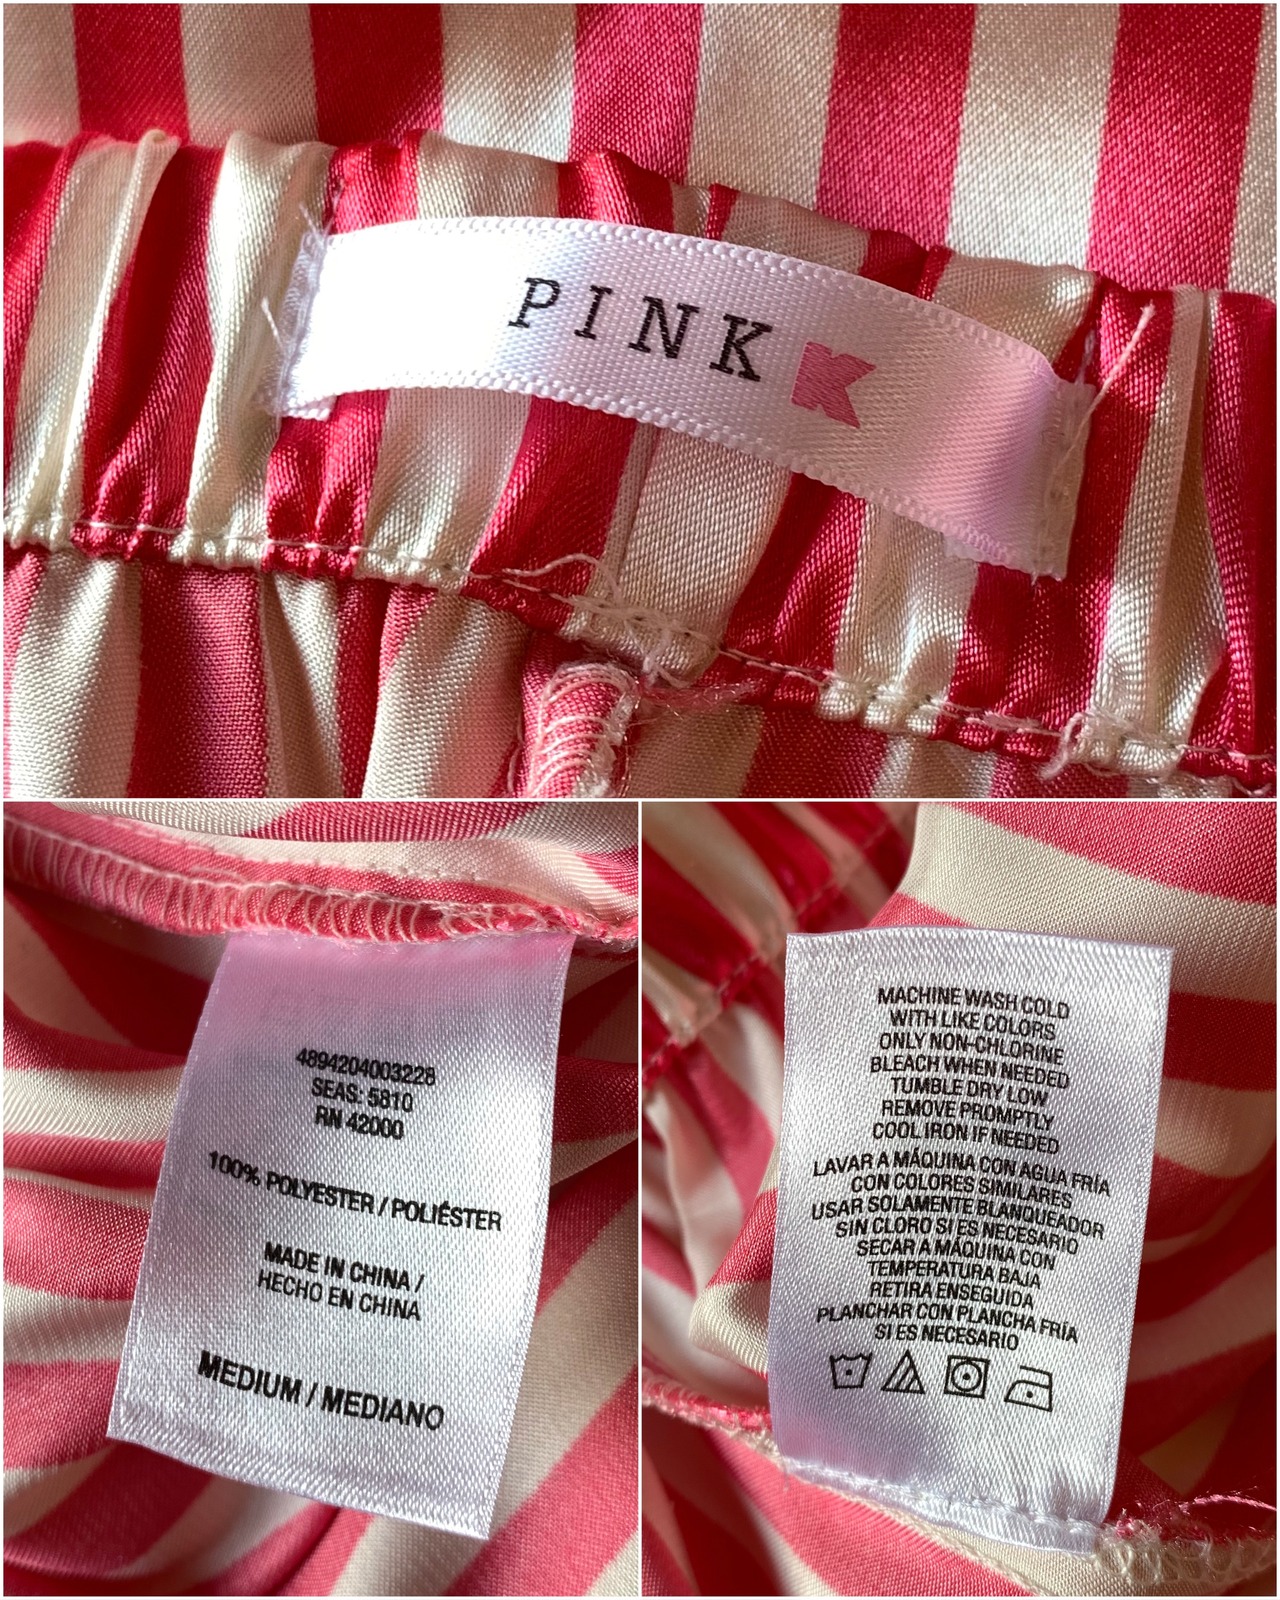 PINK K
4894204003228
SEAS: 5810
RN 42000
100% POLYESTER / POLIÉSTER
MADE IN CHINA /
HECHO EN CHINA
MEDIUM / MEDIANO
MACHINE WASH COLD
WITH LIKE COLORS
ONLY NON-CHLORINE
BLEACH WHEN NEEDED
TUMBLE DRY LOW
REMOVE PROMPTLY
COOL IRON IF NEEDED
LAVAR A MÁQUINA CON AGUA FRÍA
CON COLORES SIMILARES
USAR SOLAMENTE BLANQUEADOR
SIN CLORO SI ES NECESARIO
SECAR A MÁQUINA CON
TEMPERATURA BAJA
RETIRA ENSEGUIDA
PLANCHAR CON PLANCHA FRÍA
SI ES NECESARIO